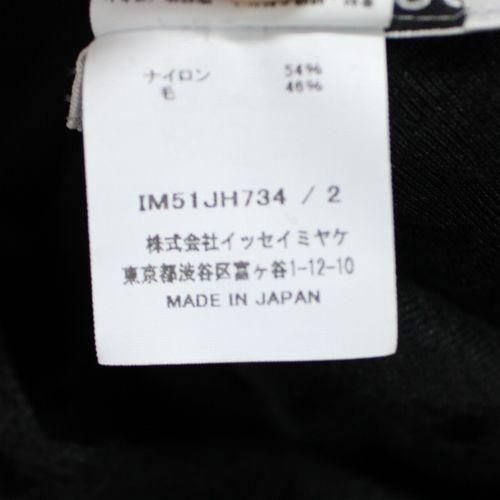 ナイロン 54%
毛 46%
IM51JH734 / 2
株式会社イッセイミヤケ
東京都渋谷区富ヶ谷1-12-10
MADE IN JAPAN